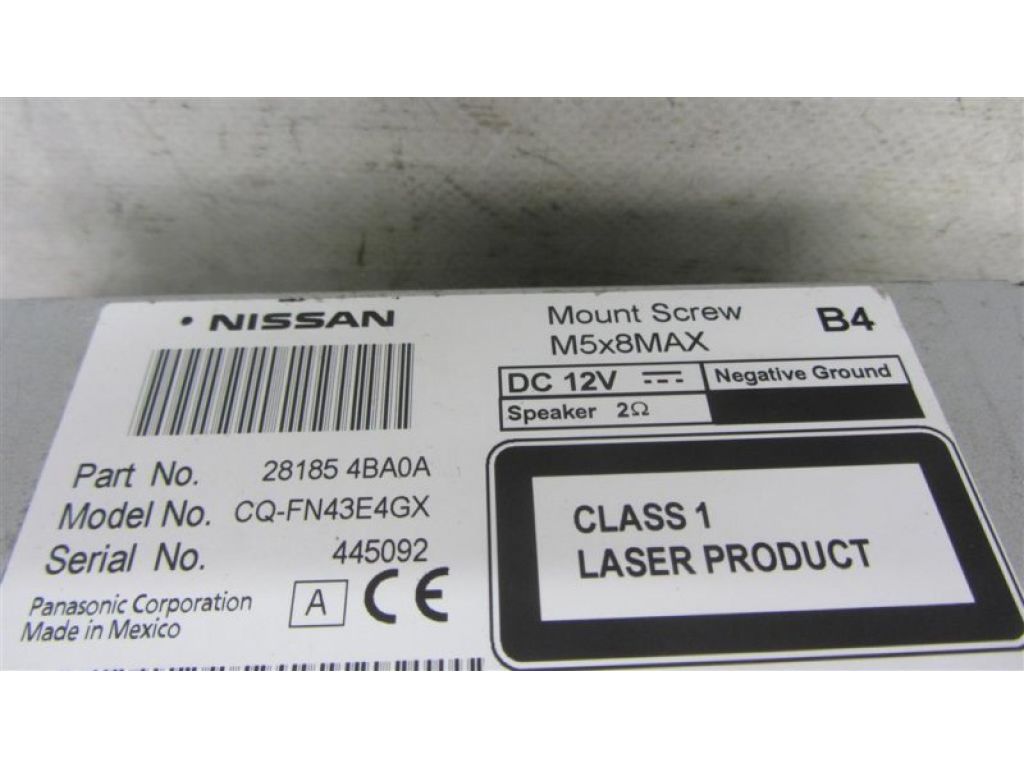 • NISSAN
Mount Screw B4
M5x8MAX
DC 12V Negative Ground
Speaker 2Ω
Part No. 28185 4BA0A
Model No. CQ-FN43E4GX
Serial No. 445092
Panasonic Corporation
Made in Mexico
A CE
CLASS 1
LASER PRODUCT